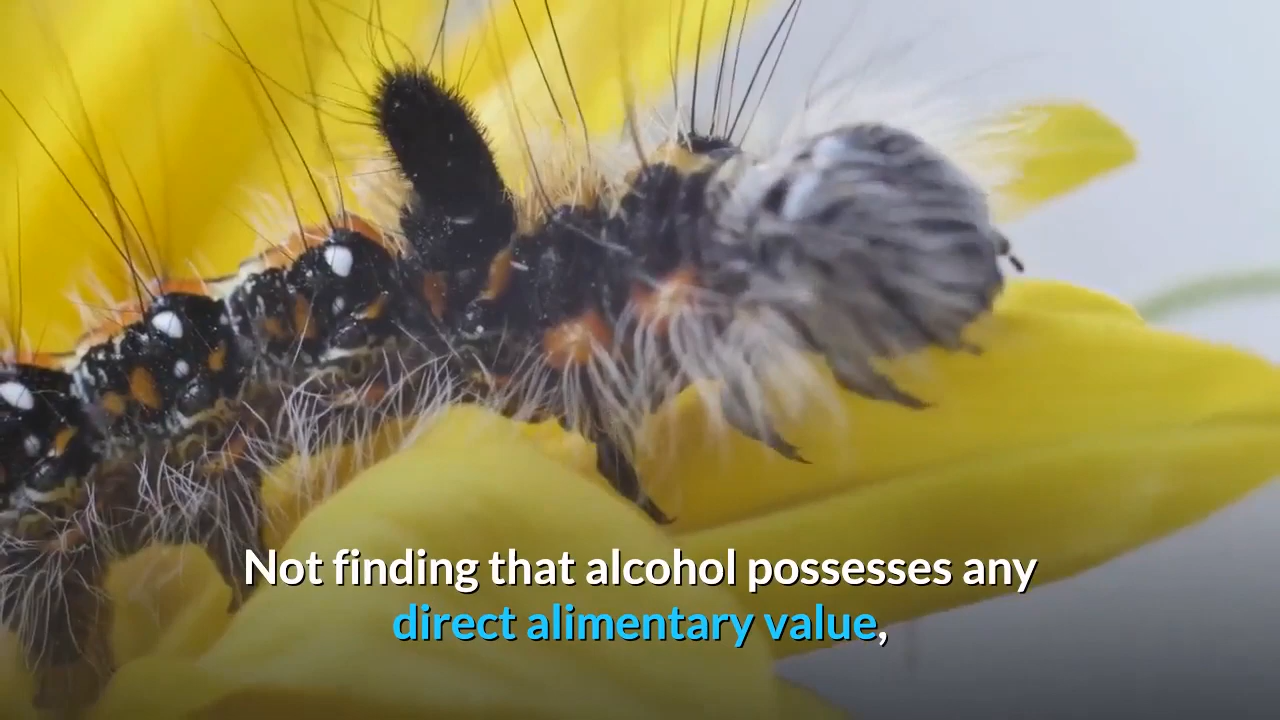 Not finding that alcohol possesses any
direct alimentary value,